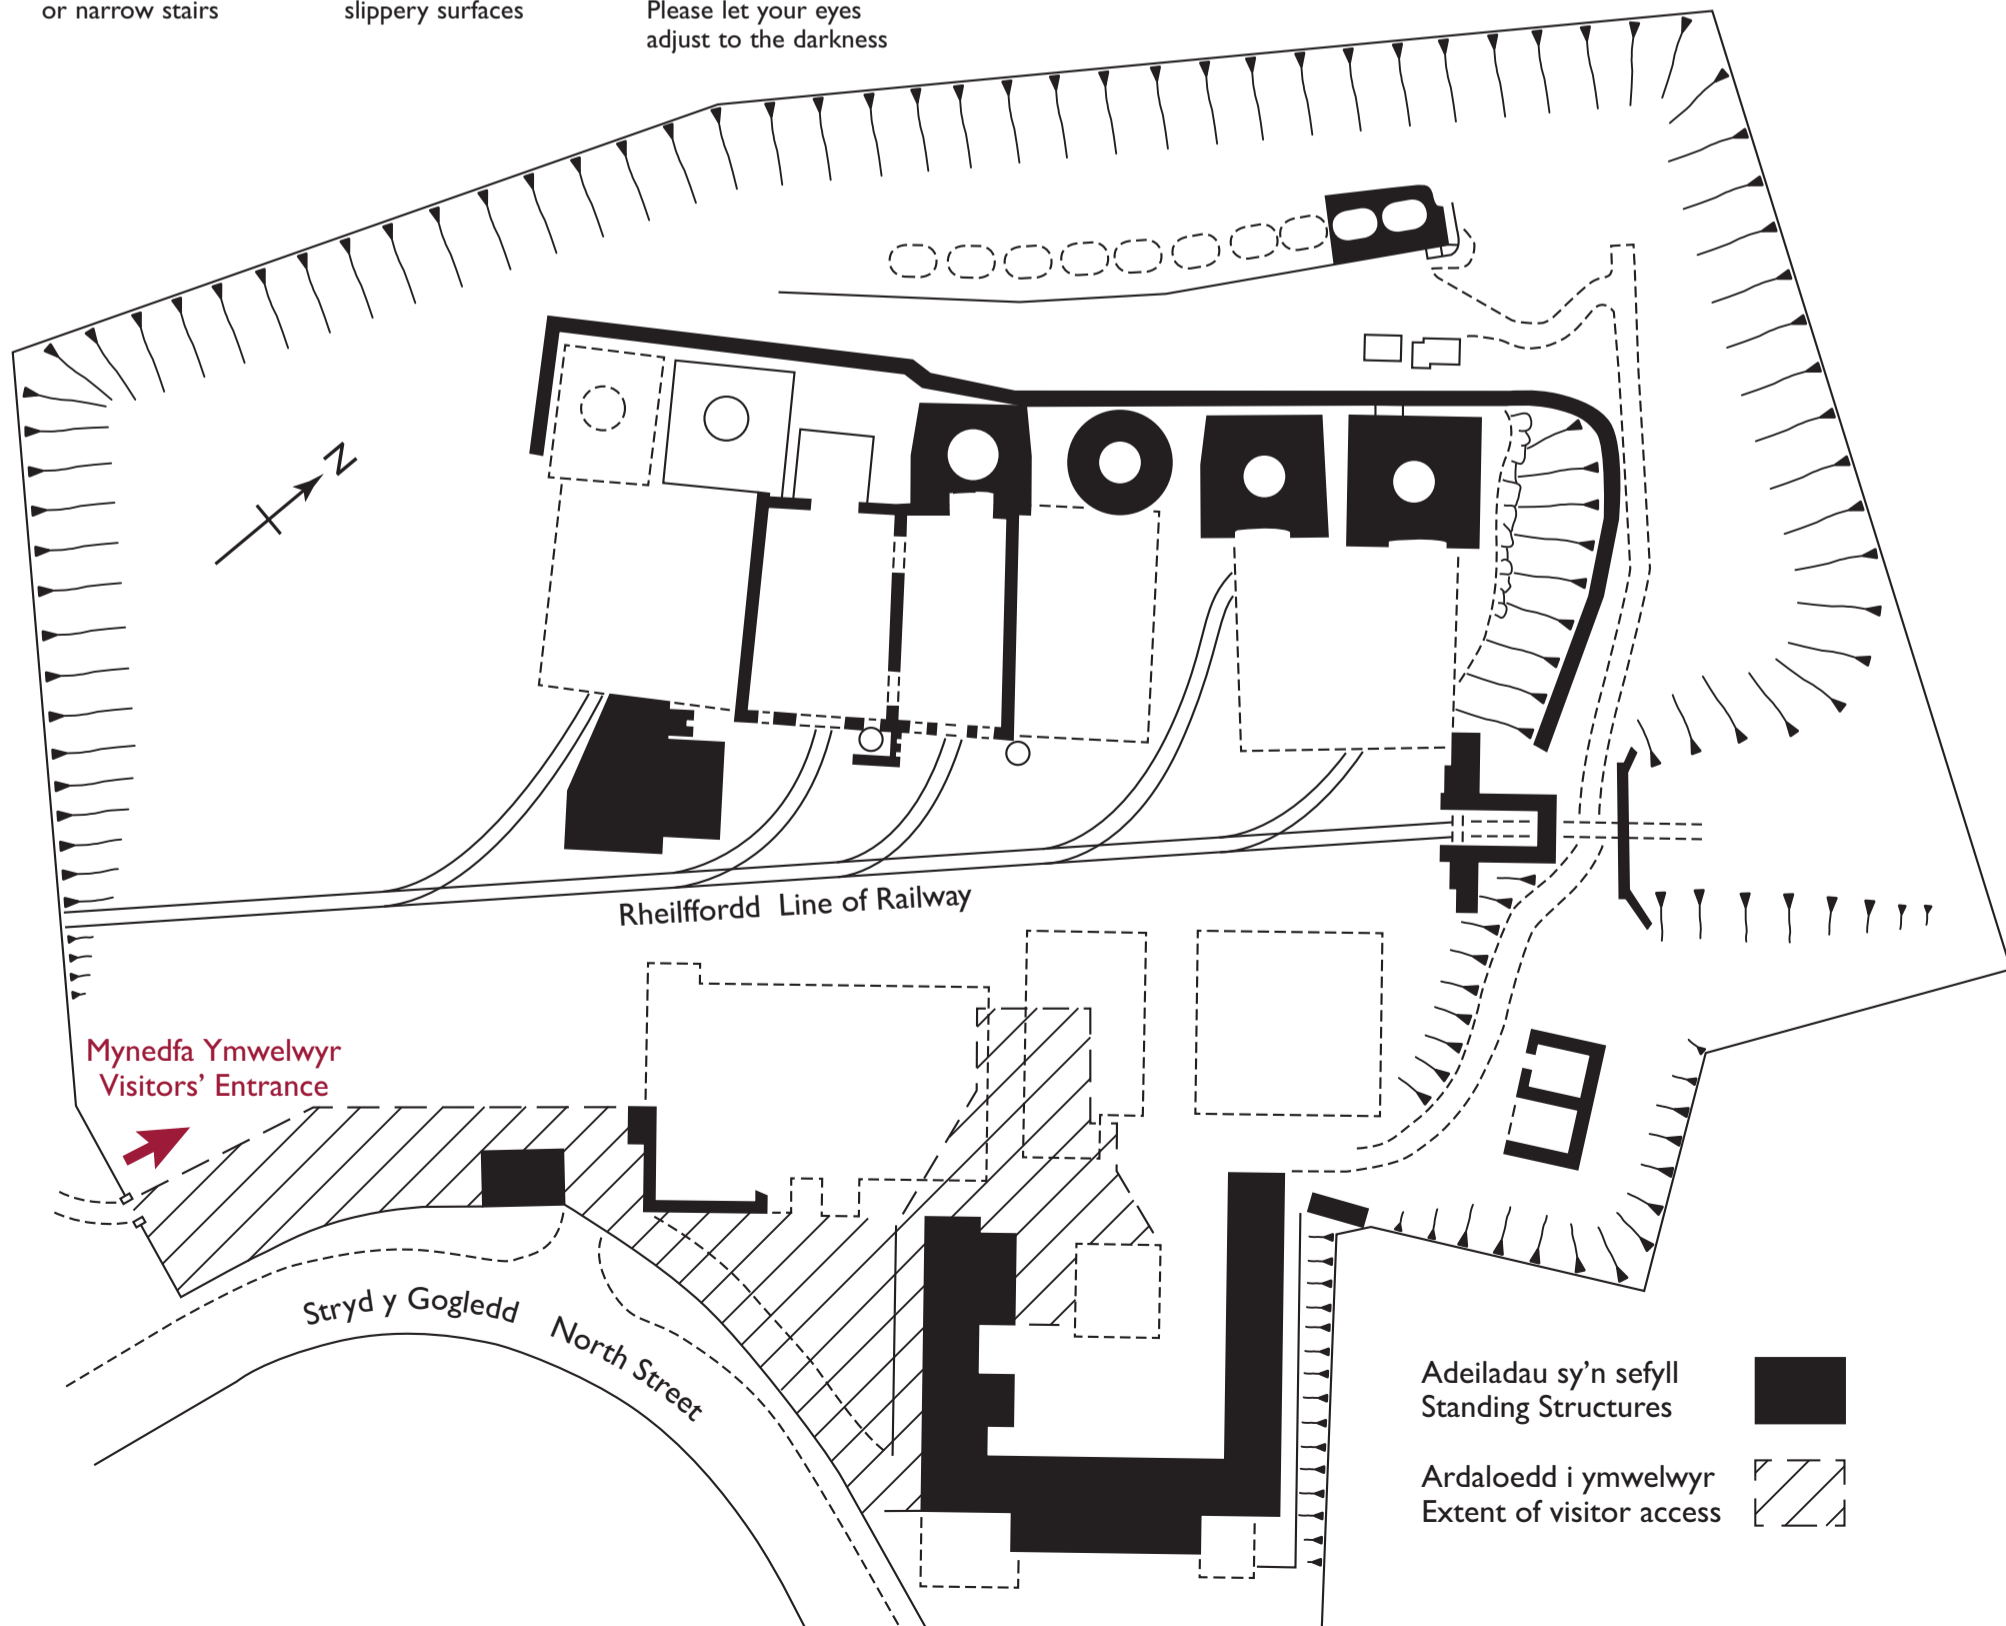 or narrow stairs
slippery surfaces
Please let your eyes
adjust to the darkness
N
Rheilffordd Line of Railway
Mynedfa Ymwelwyr
Visitors’ Entrance
Stryd y Gogledd North Street
Adeiladau sy’n sefyll
Standing Structures
Ardaloedd i ymwelwyr
Extent of visitor access